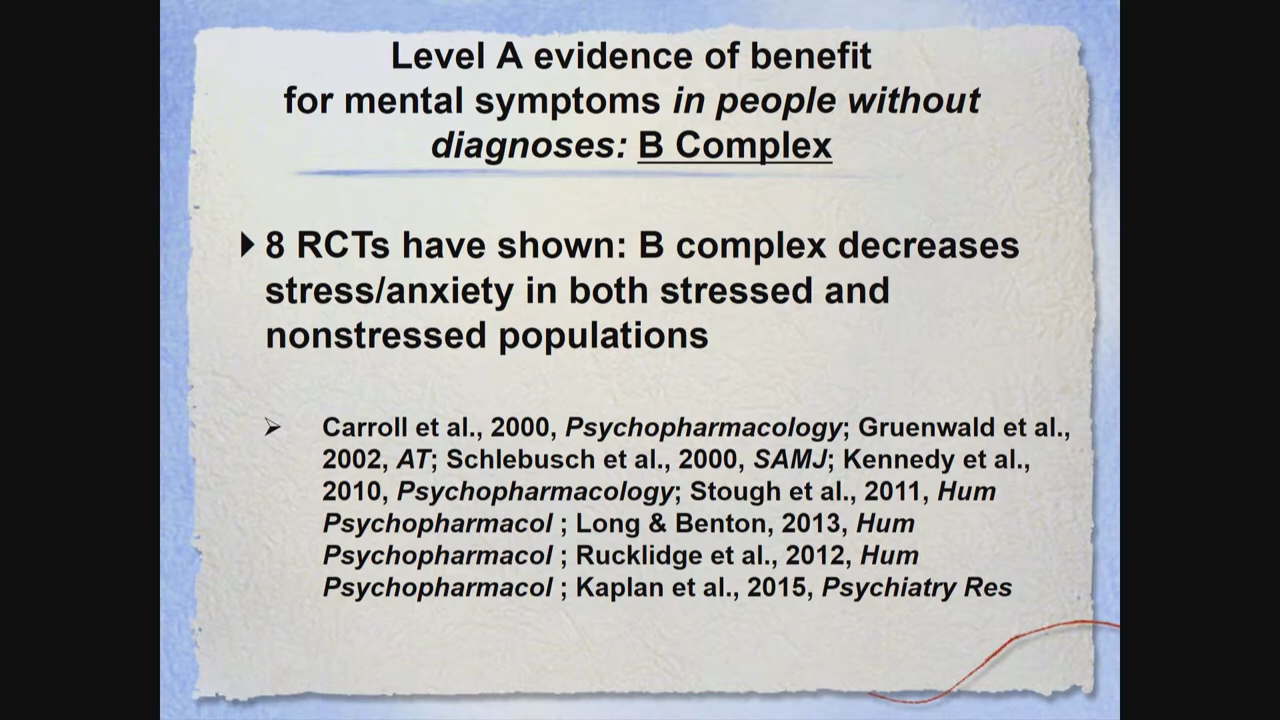 Level A evidence of benefit
for mental symptoms in people without
diagnoses: B Complex
8 RCTs have shown: B complex decreases
stress/anxiety in both stressed and
nonstressed populations
Carroll et al., 2000, Psychopharmacology; Gruenwald et al.,
2002, AT; Schlebusch et al., 2000, SAMJ; Kennedy et al.,
2010, Psychopharmacology; Stough et al., 2011, Hum
Psychopharmacol ; Long & Benton, 2013, Hum
Psychopharmacol ; Rucklidge et al., 2012, Hum
Psychopharmacol ; Kaplan et al., 2015, Psychiatry Res